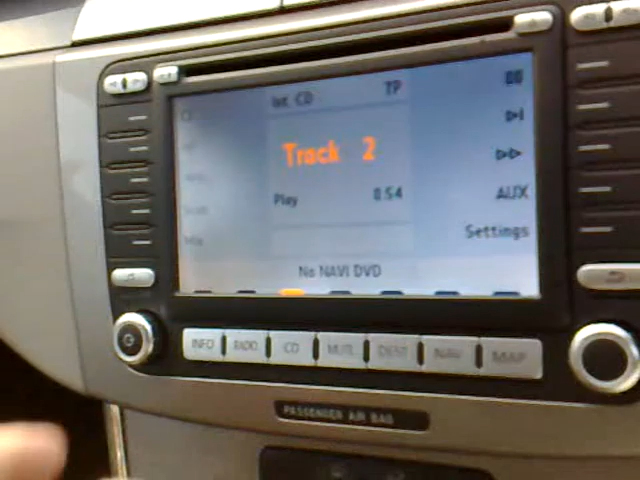 Int. CD TP
Track 2
Play 0:54
AUX
Settings
No NAVI DVD
INFO RADIO CD MUTE DEST NAV MAP
PASSENGER AIR BAG